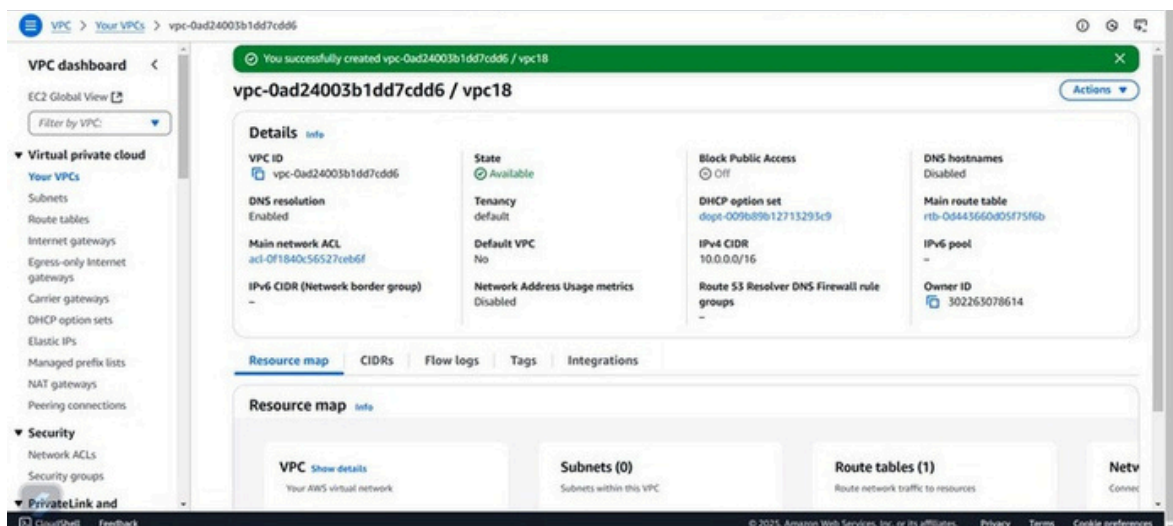 VPC > Your VPCs > vpc-0ad24003b1dd7cdd6
VPC dashboard
EC2 Global View
Filter by VPC:
Virtual private cloud
Your VPCs
Subnets
Route tables
Internet gateways
Egress-only Internet
gateways
Carrier gateways
DHCP option sets
Elastic IPs
Managed prefix lists
NAT gateways
Peering connections
Security
Network ACLs
Security groups
PrivateLink and
You successfully created vpc-0ad24003b1dd7cdd6 / vpc18
vpc-0ad24003b1dd7cdd6 / vpc18
Actions
Details Info
VPC ID
vpc-0ad24003b1dd7cdd6
State
Available
Block Public Access
Off
DNS hostnames
Disabled
DNS resolution
Enabled
Tenancy
default
DHCP option set
dopt-009b89b12713293c9
Main route table
rtb-0d443660d05f75f6b
Main network ACL
acl-0f1840c56527ceb6f
Default VPC
No
IPv4 CIDR
10.0.0.0/16
IPv6 pool
–
IPv6 CIDR (Network border group)
–
Network Address Usage metrics
Disabled
Route 53 Resolver DNS Firewall rule
groups
–
Owner ID
302263078614
Resource map
CIDRs
Flow logs
Tags
Integrations
Resource map Info
VPC Show details
Your AWS virtual network
Subnets (0)
Subnets within this VPC
Route tables (1)
Route network traffic to resources
Netw
Connec
CloudShell Feedback
© 2025, Amazon Web Services, Inc. or its affiliates. Privacy Terms Cookie preferences